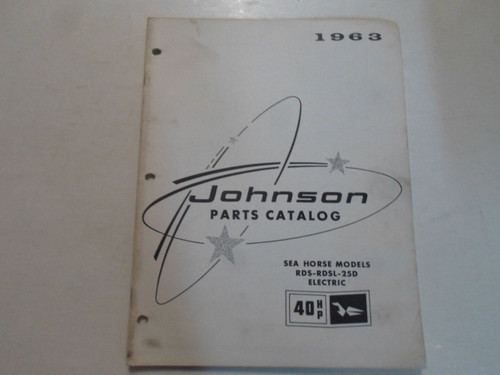 1963
Johnson
PARTS CATALOG
SEA HORSE MODELS
RDS-RDSL-25D
ELECTRIC
40 HP